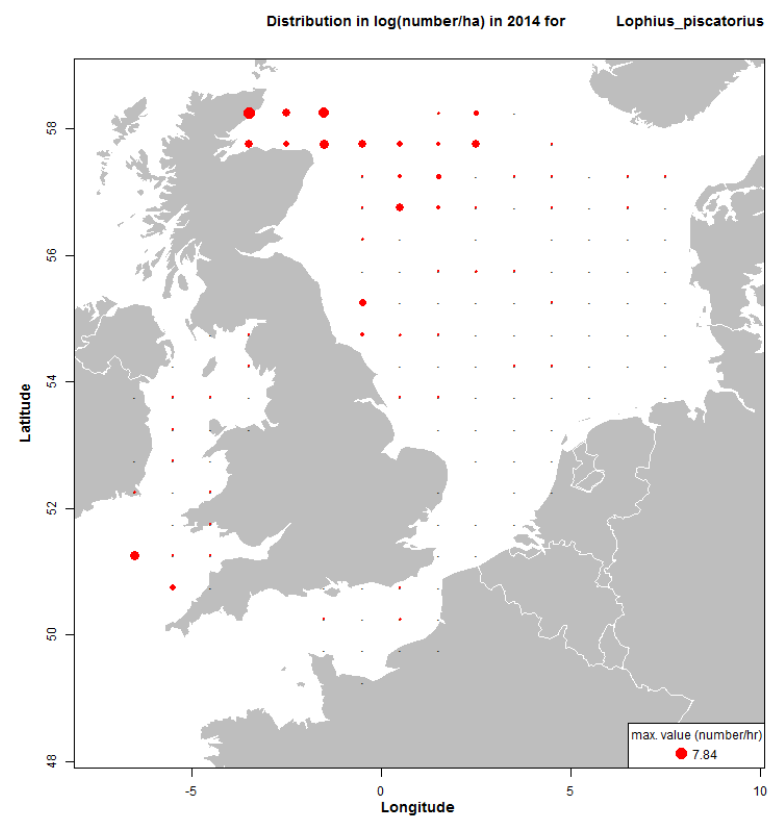 Distribution in log(number/ha) in 2014 for Lophius_piscatorius
58
56
54
52
50
48
Latitude
-5 0 5 10
Longitude
max. value (number/hr)
7.84